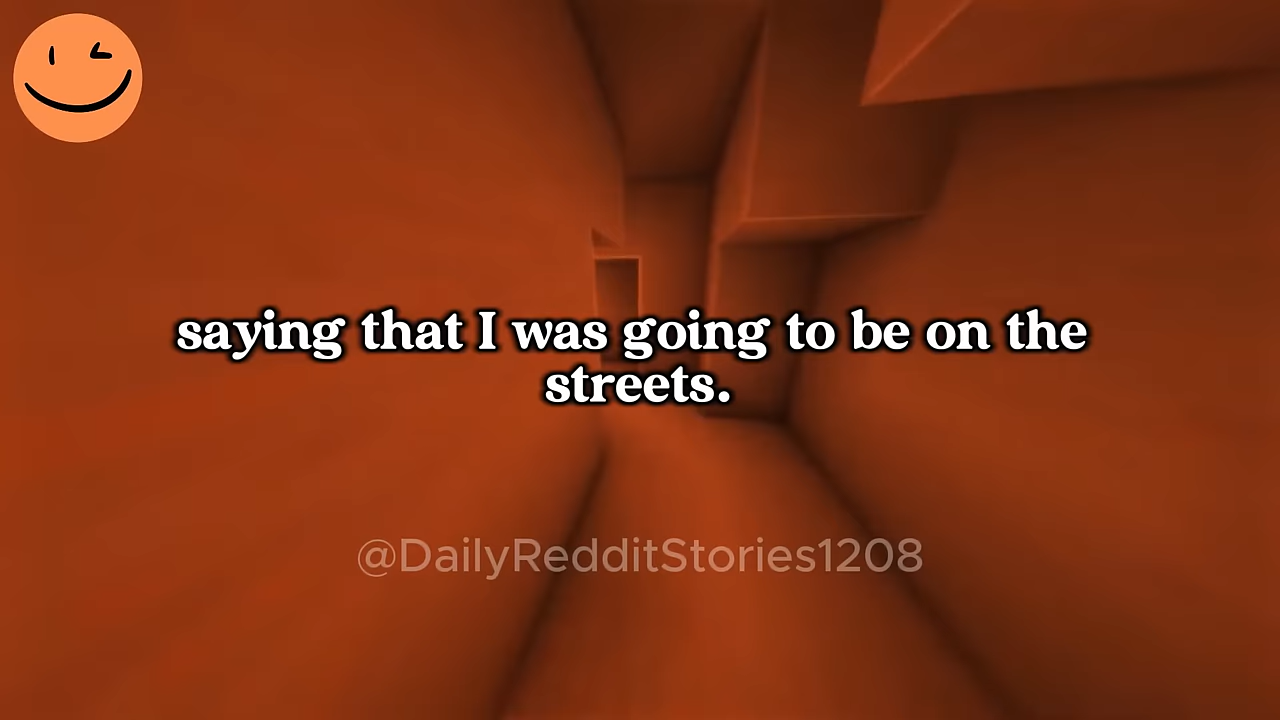 saying that I was going to be on the
streets.
@DailyRedditStories1208